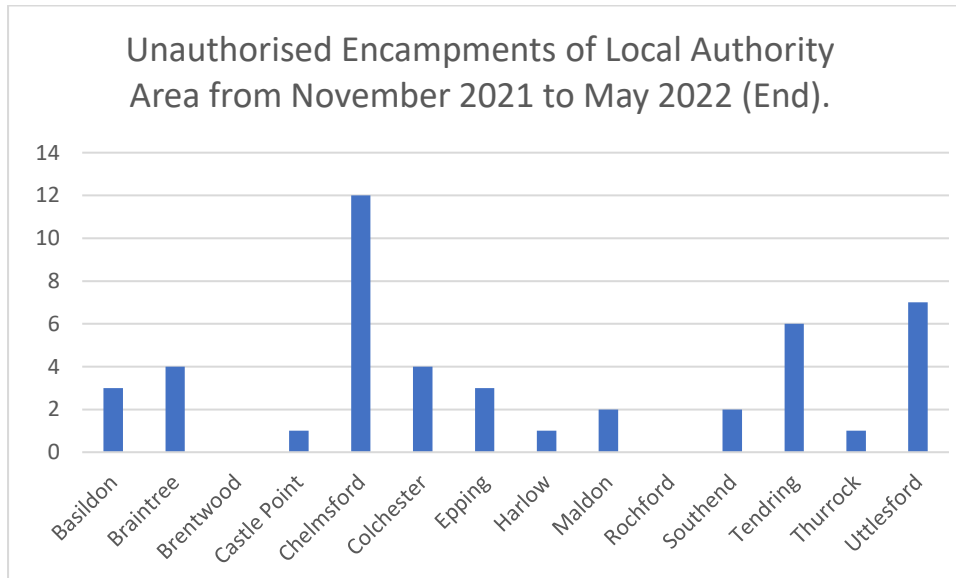 Unauthorised Encampments of Local Authority
Area from November 2021 to May 2022 (End).
14
12
10
8
6
4
2
0
Basildon
Braintree
Brentwood
Castle Point
Chelmsford
Colchester
Epping
Harlow
Maldon
Rochford
Southend
Tendring
Thurrock
Uttlesford